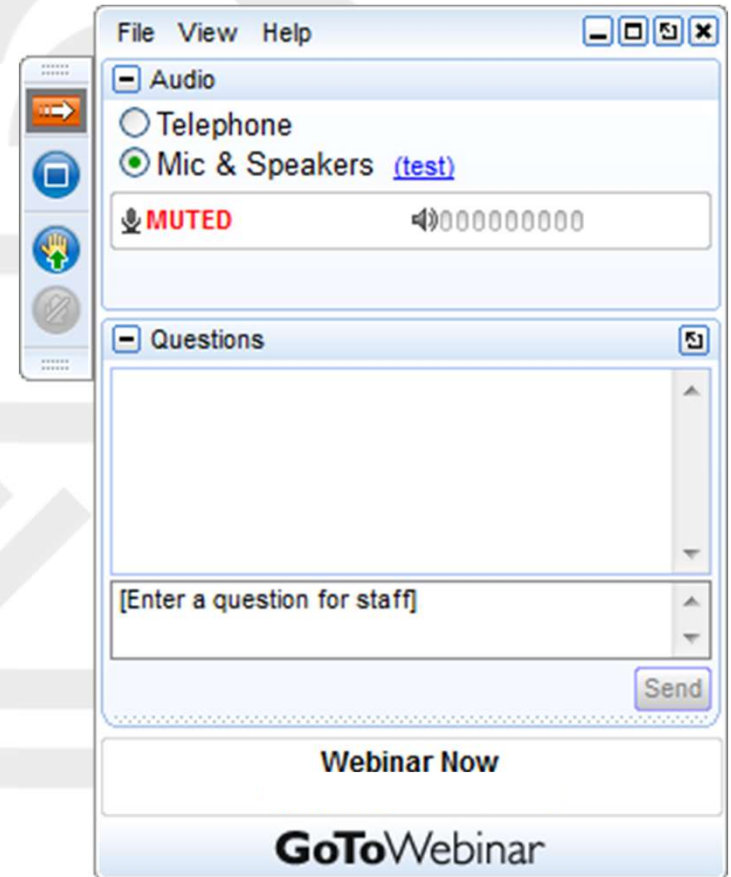 File View Help
Audio
Telephone
Mic & Speakers (test)
MUTED
Questions
[Enter a question for staff]
Send
Webinar Now
GoToWebinar